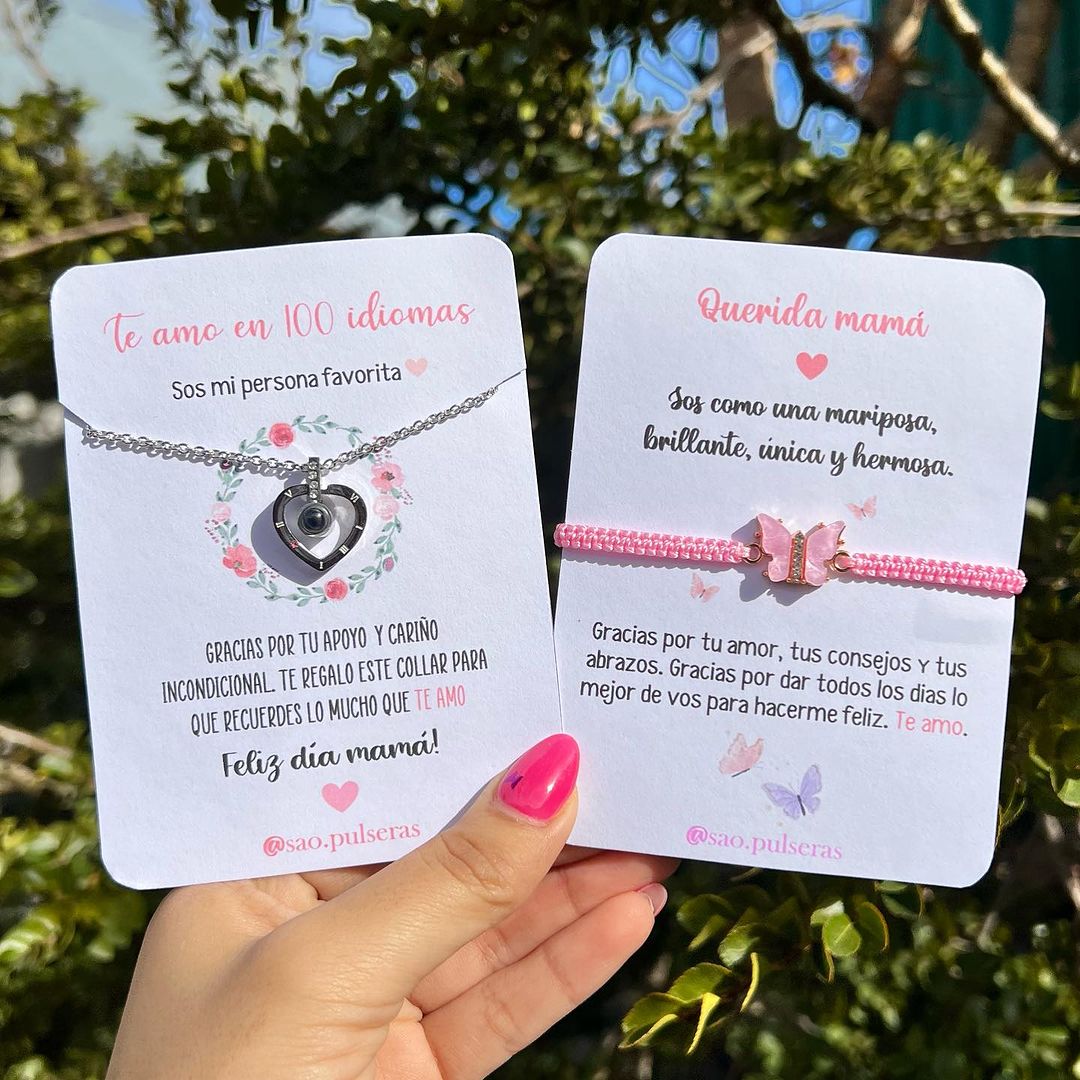 Te amo en 100 idiomas
Sos mi persona favorita
GRACIAS POR TU APOYO Y CARIÑO
INCONDICIONAL. TE REGALO ESTE COLLAR PARA
QUE RECUERDES LO MUCHO QUE TE AMO
Feliz día mamá!
@sao.pulseras
Querida mamá
Sos como una mariposa,
brillante, única y hermosa.
Gracias por tu amor, tus consejos y tus
abrazos. Gracias por dar todos los dias lo
mejor de vos para hacerme feliz. Te amo.
@sao.pulseras